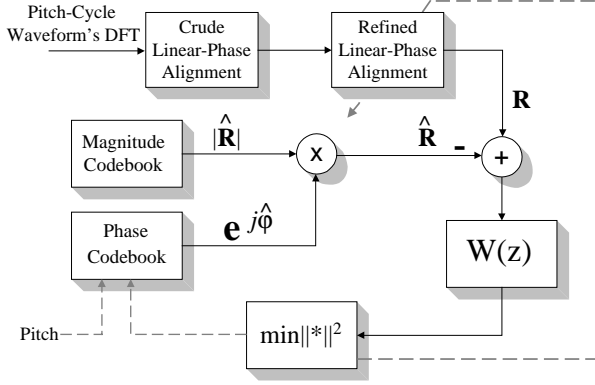 Pitch-Cycle
Waveform's DFT
Crude
Linear-Phase
Alignment
Refined
Linear-Phase
Alignment
R
Magnitude
Codebook
|R̂|
X
R̂
-
+
Phase
Codebook
e^{jφ̂}
W(z)
Pitch
min||*||²